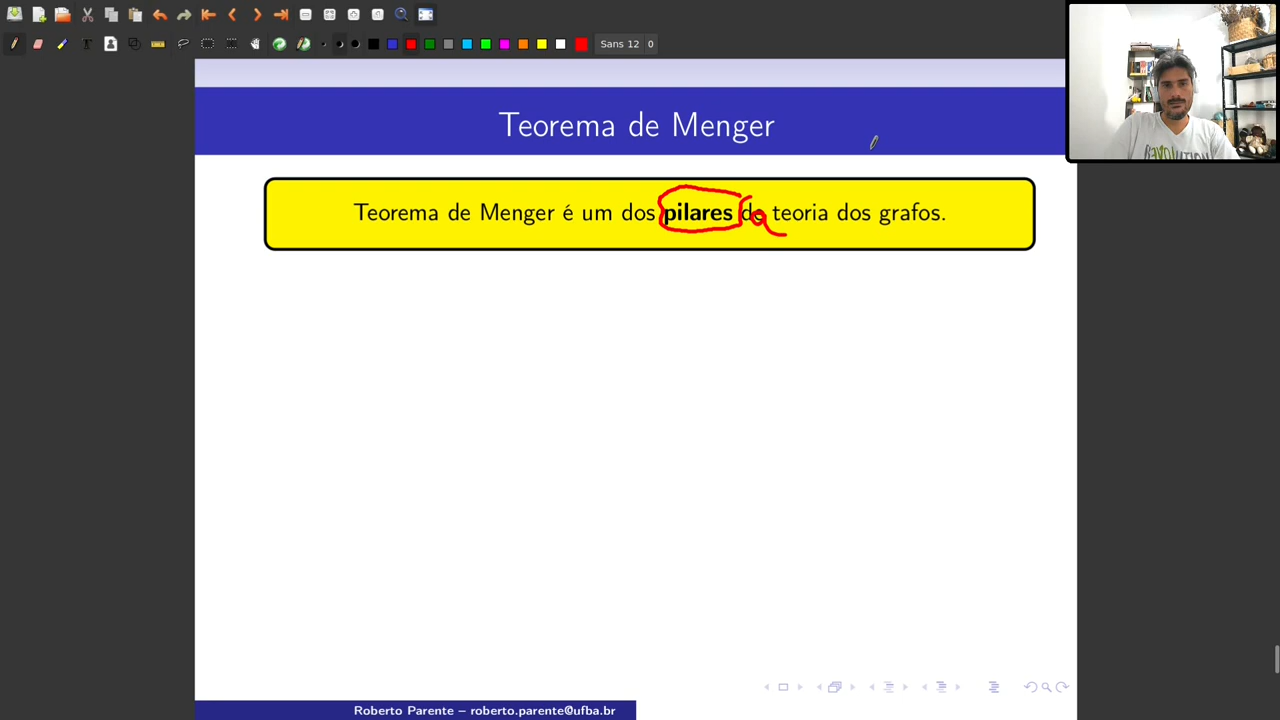 Sans 12 0
Teorema de Menger
Teorema de Menger é um dos pilares da teoria dos grafos.
Roberto Parente – roberto.parente@ufba.br